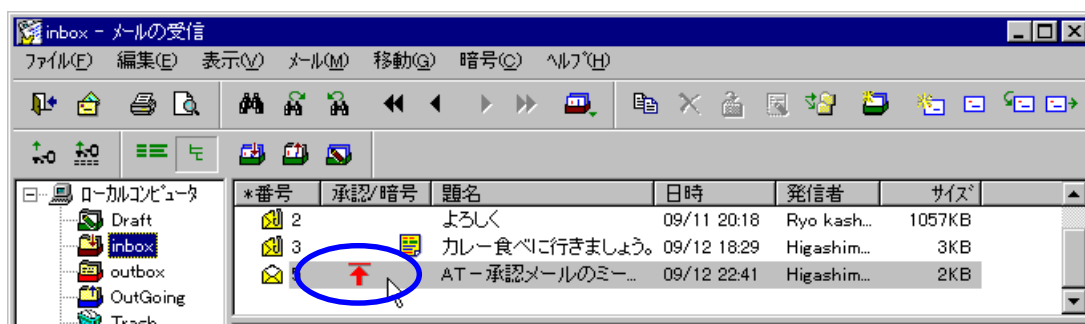 inbox - メールの受信
ファイル(F) 編集(E) 表示(V) メール(M) 移動(G) 暗号(C) ヘルプ(H)
ローカルコンピュータ
Draft
inbox
outbox
OutGoing
Trash
*番号 承認/暗号 題名 日時 発信者 サイズ
2 よろしく 09/11 20:18 Ryo kash... 1057KB
3 カレー食べに行きましょう。 09/12 18:29 Higashim... 3KB
5 AT-承認メールのミー... 09/12 22:41 Higashim... 2KB